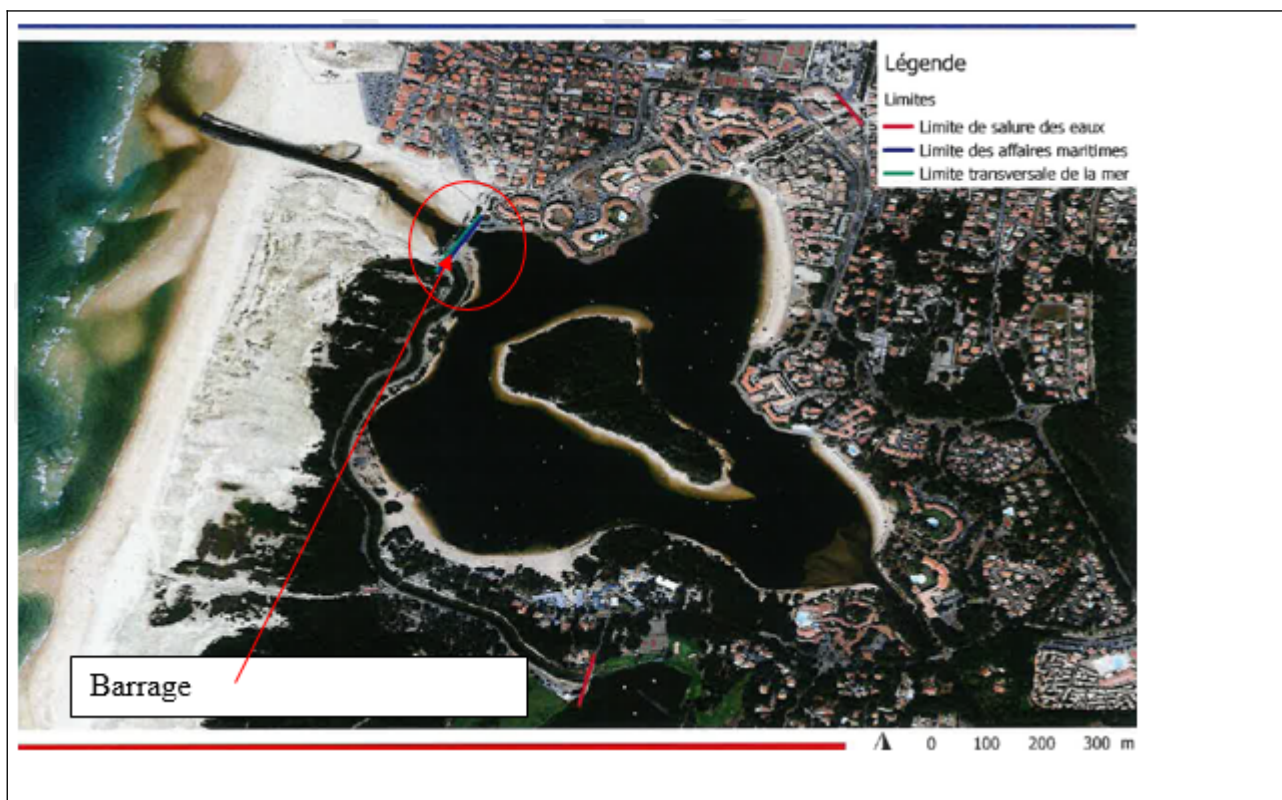 Légende
Limites
Limite de salure des eaux
Limite des affaires maritimes
Limite transversale de la mer
Barrage
0 100 200 300 m